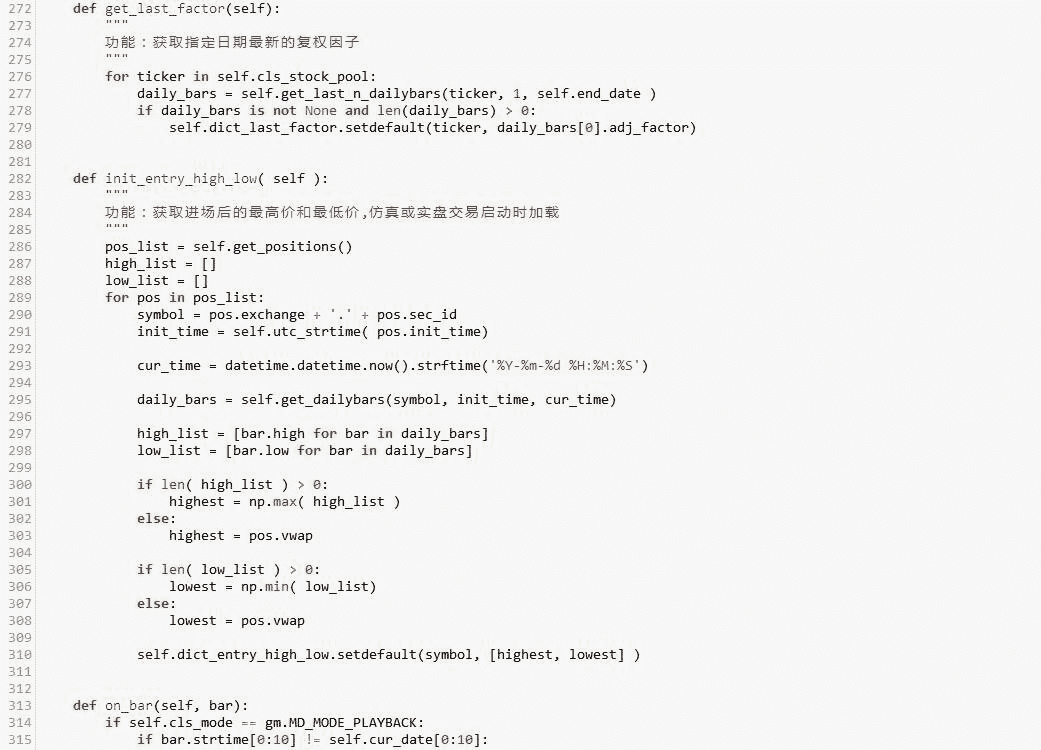 272 def get_last_factor(self):
273 """
274 功能：获取指定日期最新的复权因子
275 """
276 for ticker in self.cls_stock_pool:
277 daily_bars = self.get_last_n_dailybars(ticker, 1, self.end_date )
278 if daily_bars is not None and len(daily_bars) > 0:
279 self.dict_last_factor.setdefault(ticker, daily_bars[0].adj_factor)
280
281
282 def init_entry_high_low( self ):
283 """
284 功能：获取进场后的最高价和最低价,仿真或实盘交易启动时加载
285 """
286 pos_list = self.get_positions()
287 high_list = []
288 low_list = []
289 for pos in pos_list:
290 symbol = pos.exchange + '.' + pos.sec_id
291 init_time = self.utc_strtime( pos.init_time)
292
293 cur_time = datetime.datetime.now().strftime('%Y-%m-%d %H:%M:%S')
294
295 daily_bars = self.get_dailybars(symbol, init_time, cur_time)
296
297 high_list = [bar.high for bar in daily_bars]
298 low_list = [bar.low for bar in daily_bars]
299
300 if len( high_list ) > 0:
301 highest = np.max( high_list )
302 else:
303 highest = pos.vwap
304
305 if len( low_list ) > 0:
306 lowest = np.min( low_list)
307 else:
308 lowest = pos.vwap
309
310 self.dict_entry_high_low.setdefault(symbol, [highest, lowest] )
311
312
313 def on_bar(self, bar):
314 if self.cls_mode == gm.MD_MODE_PLAYBACK:
315 if bar.strtime[0:10] != self.cur_date[0:10]: